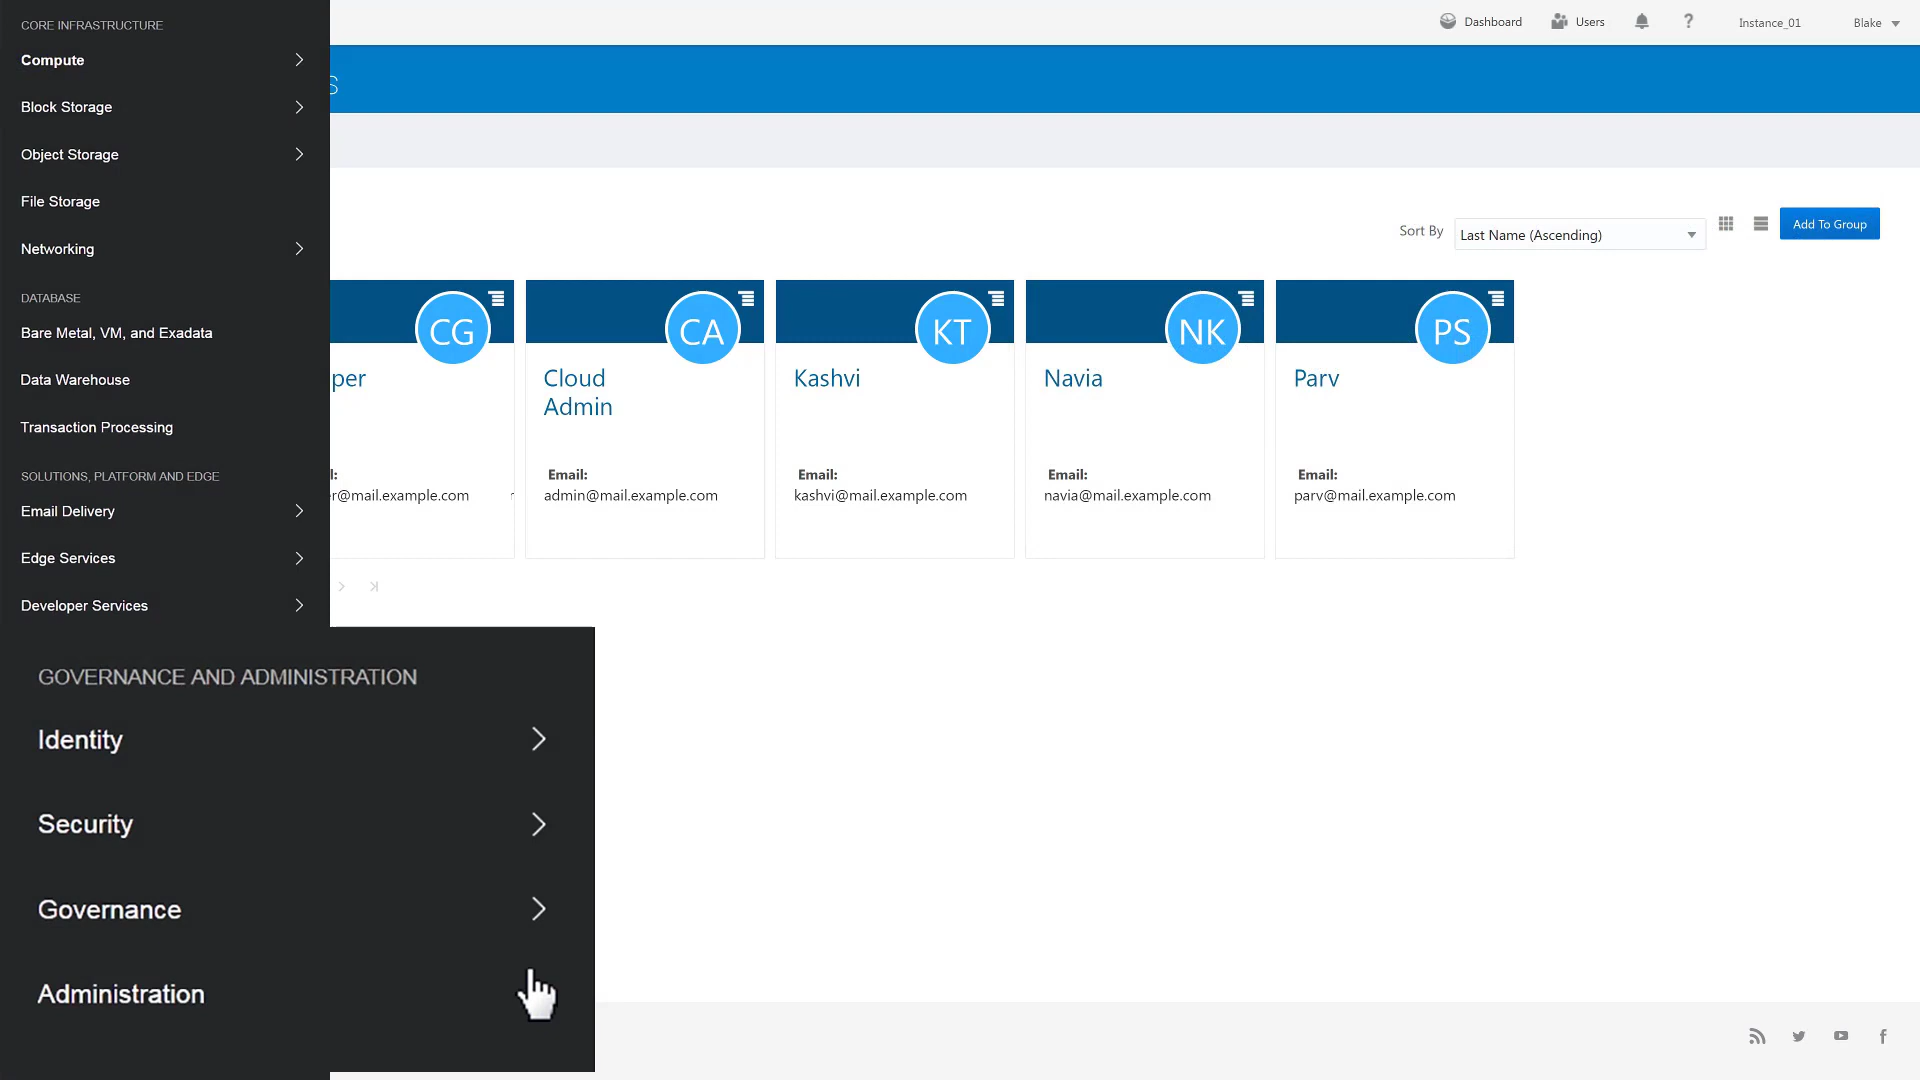 CORE INFRASTRUCTURE
Compute
Block Storage
Object Storage
File Storage
Networking
DATABASE
Bare Metal, VM, and Exadata
Data Warehouse
Transaction Processing
SOLUTIONS, PLATFORM AND EDGE
Email Delivery
Edge Services
Developer Services
GOVERNANCE AND ADMINISTRATION
Identity
Security
Governance
Administration
Dashboard
Users
?
Instance_01
Blake
s
Sort By
Last Name (Ascending)
Add To Group
CG
per
l:
r@mail.example.com
CA
Cloud
Admin
Email:
admin@mail.example.com
KT
Kashvi
Email:
kashvi@mail.example.com
NK
Navia
Email:
navia@mail.example.com
PS
Parv
Email:
parv@mail.example.com